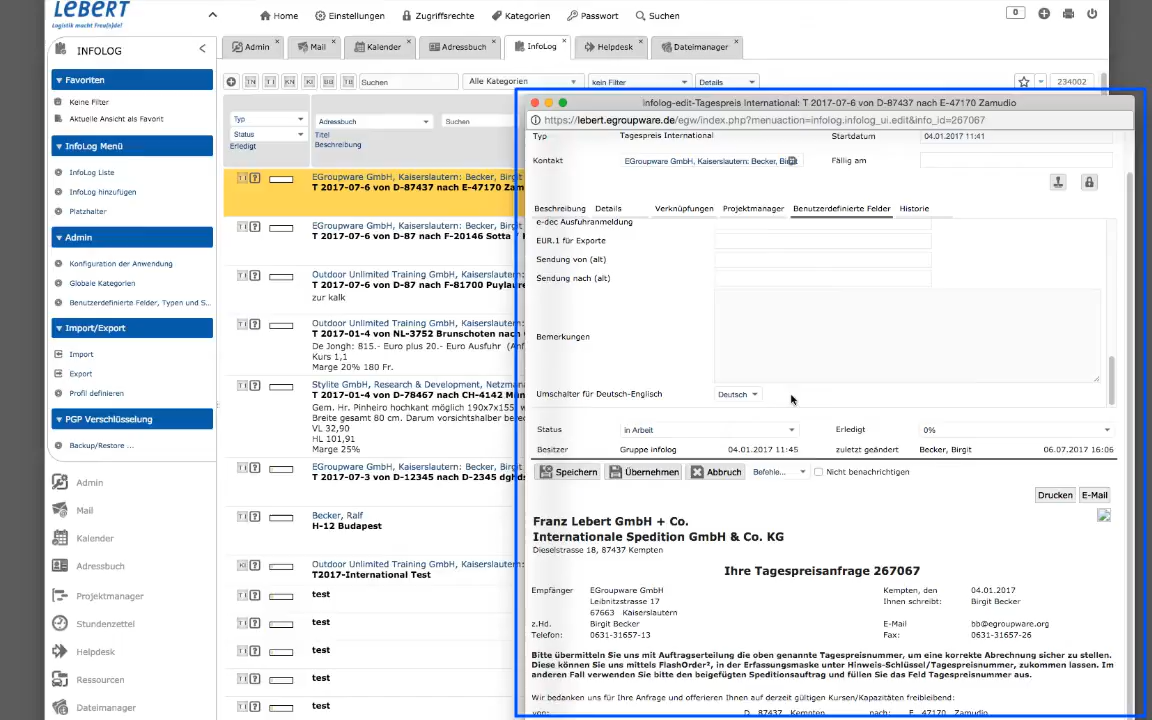 LEBERT
Logistik macht Freu(n)de!
Home Einstellungen Zugriffsrechte Kategorien Passwort Suchen
0
INFOLOG
Admin Mail Kalender Adressbuch InfoLog Helpdesk Dateimanager
Favoriten
Keine Filter
Aktuelle Ansicht als Favorit
InfoLog Menü
InfoLog Liste
InfoLog hinzufügen
Platzhalter
Admin
Konfiguration der Anwendung
Globale Kategorien
Benutzerdefinierte Felder, Typen und S...
Import/Export
Import
Export
Profil definieren
PGP Verschlüsselung
Backup/Restore ...
Admin
Mail
Kalender
Adressbuch
Projektmanager
Stundenzettel
Helpdesk
Ressourcen
Dateimanager
TN TI KN KI BB TB Suchen Alle Kategorien kein Filter Details 234002
Typ
Status
Erledigt
Adressbuch Suchen
Titel
Beschreibung
EGroupware GmbH, Kaiserslautern: Becker, Birgit
T 2017-07-6 von D-87437 nach E-47170 Zam
EGroupware GmbH, Kaiserslautern:
T 2017-07-6 von D-87 nach F-20146 Sotta /
Outdoor Unlimited Training GmbH, Kaiserslautern:
T 2017-07-6 von D-87 nach F-81700 Puylaure
zur kalk
Outdoor Unlimited Training GmbH, Kaiserslautern:
T 2017-01-4 von NL-3752 Brunschoten nach
De Jongh: 815.- Euro plus 20.- Euro Ausfuhr
Kurs 1,1
Marge 20% 180 Fr.
Stylite GmbH, Research & Development, Netzman
T 2017-01-4 von D-78467 nach CH-4142 Mün
Gem. Hr. Pinheiro hochkant möglich 190x7x155,
Breite gesamt 80 cm. Darum vorsichtshalber
VL 32,90
HL 101,91
Marge 25%
EGroupware GmbH, Kaiserslautern:
T 2017-07-3 von D-12345 nach D-2345
Becker, Ralf
H-12 Budapest
Outdoor Unlimited Training GmbH, Kaiserslautern:
T2017-International Test
test
test
test
test
test
infolog-edit-Tagespreis International: T 2017-07-6 von D-87437 nach E-47170 Zamudio
https://lebert.egroupware.de/egw/index.php?menuaction=infolog.infolog_ui.edit&info_id=267067
Typ Tagespreis International Startdatum 04.01.2017 11:41
Kontakt EGroupware GmbH, Kaiserslautern: Becker, Birgit Fällig am
Beschreibung Details Verknüpfungen Projektmanager Benutzerdefinierte Felder Historie
e-dec Ausfuhranmeldung
EUR.1 für Exporte
Sendung von (alt)
Sendung nach (alt)
Bemerkungen
Umschalter für Deutsch-Englisch Deutsch
Status in Arbeit Erledigt 0%
Besitzer Gruppe infolog 04.01.2017 11:45 zuletzt geändert Becker, Birgit 06.07.2017 16:06
Speichern Übernehmen Abbruch Befehle... Nicht benachrichtigen
Drucken E-Mail
Franz Lebert GmbH + Co.
Internationale Spedition GmbH & Co. KG
Dieselstrasse 18, 87437 Kempten
Ihre Tagespreisanfrage 267067
Empfänger EGroupware GmbH Kempten, den 04.01.2017
Leibnitzstrasse 17 Ihnen schreibt: Birgit Becker
67663 Kaiserslautern
z.Hd. Birgit Becker E-Mail bb@egroupware.org
Telefon: 0631-31657-13 Fax: 0631-31657-26
Bitte übermitteln Sie uns mit Auftragserteilung die oben genannte Tagespreisnummer, um eine korrekte Abrechnung sicher zu stellen.
Diese können Sie uns mittels FlashOrder², in der Erfassungsmaske unter Hinweis-Schlüssel/Tagespreisnummer, zukommen lassen. Im
anderen Fall verwenden Sie bitte den beigefügten Speditionsauftrag und füllen Sie das Feld Tagespreisnummer aus.
Wir bedanken uns für Ihre Anfrage und offerieren Ihnen auf derzeit gültigen Kursen/Kapazitäten freibleibend:
von: D 87437 Kempten nach: E 47170 Zamudio